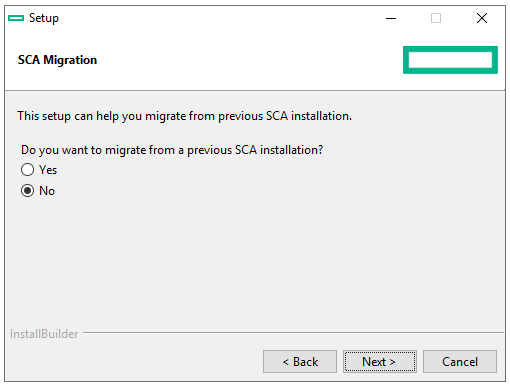 Setup
SCA Migration
This setup can help you migrate from previous SCA installation.
Do you want to migrate from a previous SCA installation?
Yes
No
InstallBuilder
< Back Next > Cancel